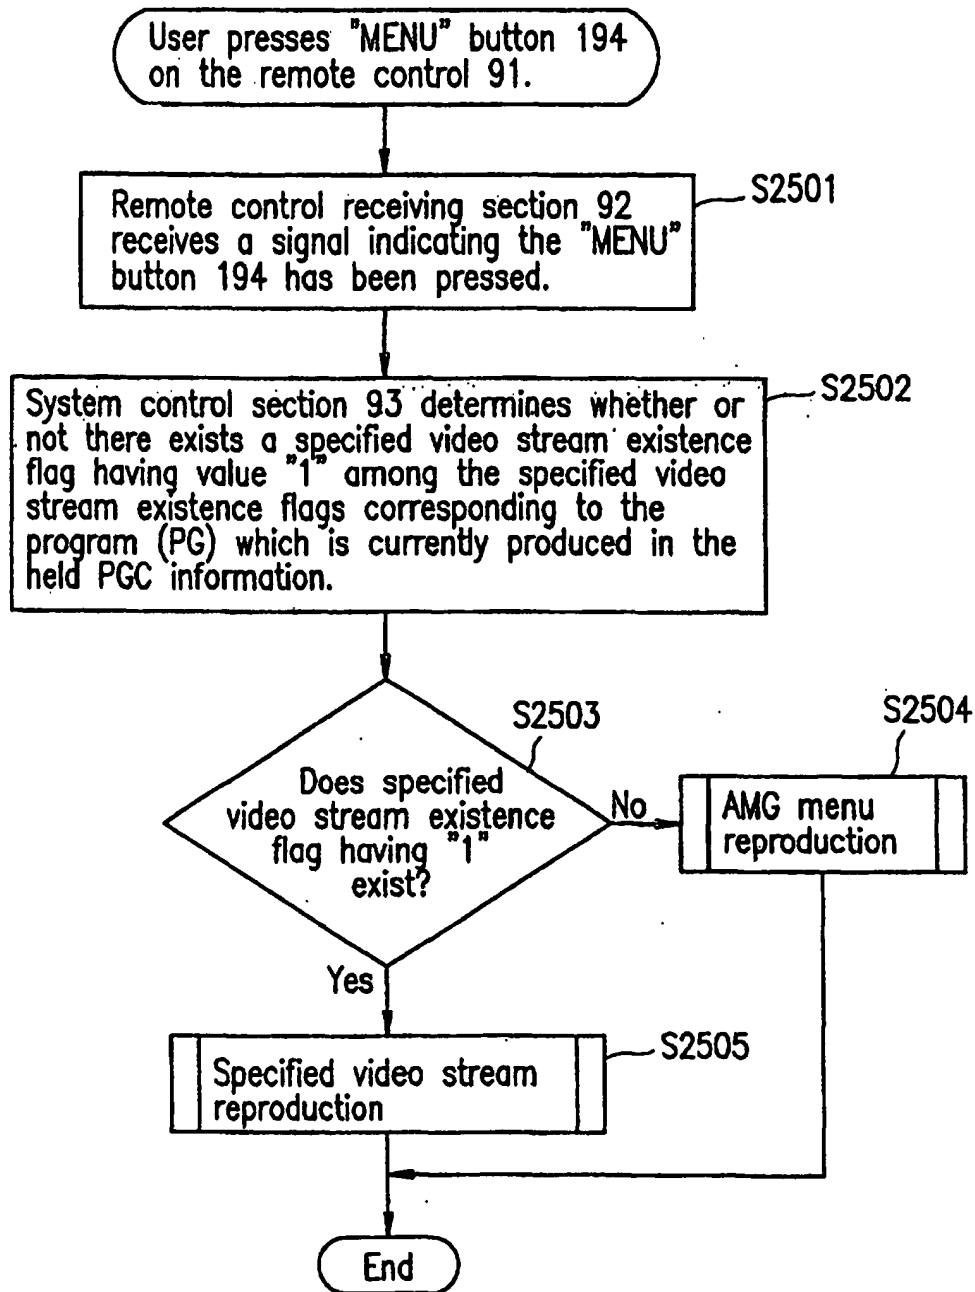 User presses "MENU" button 194
on the remote control 91.
S2501
Remote control receiving section 92
receives a signal indicating the "MENU"
button 194 has been pressed.
S2502
System control section 93 determines whether or
not there exists a specified video stream existence
flag having value "1" among the specified video
stream existence flags corresponding to the
program (PG) which is currently produced in the
held PGC information.
S2503
Does specified
video stream existence
flag having "1"
exist?
No
S2504
AMG menu
reproduction
Yes
S2505
Specified video stream
reproduction
End